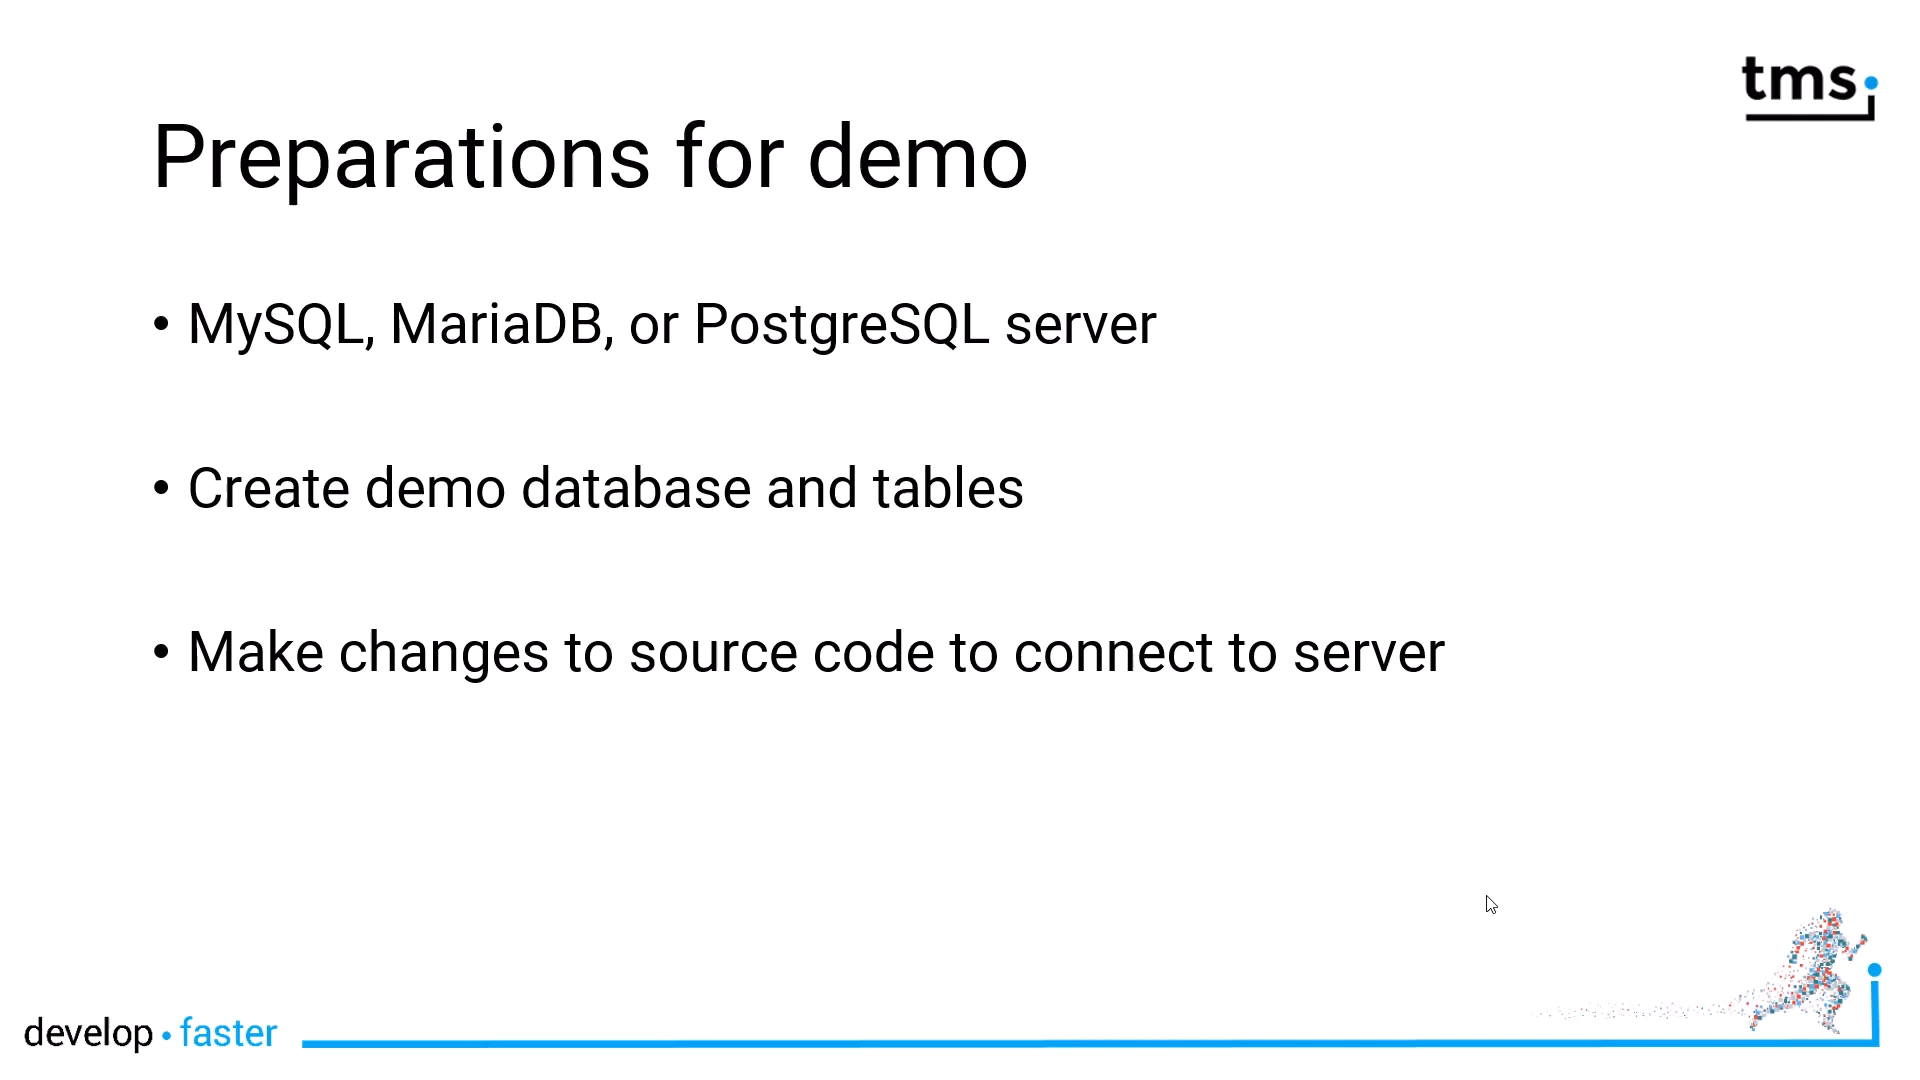 tms
Preparations for demo
• MySQL, MariaDB, or PostgreSQL server
• Create demo database and tables
• Make changes to source code to connect to server
develop • faster